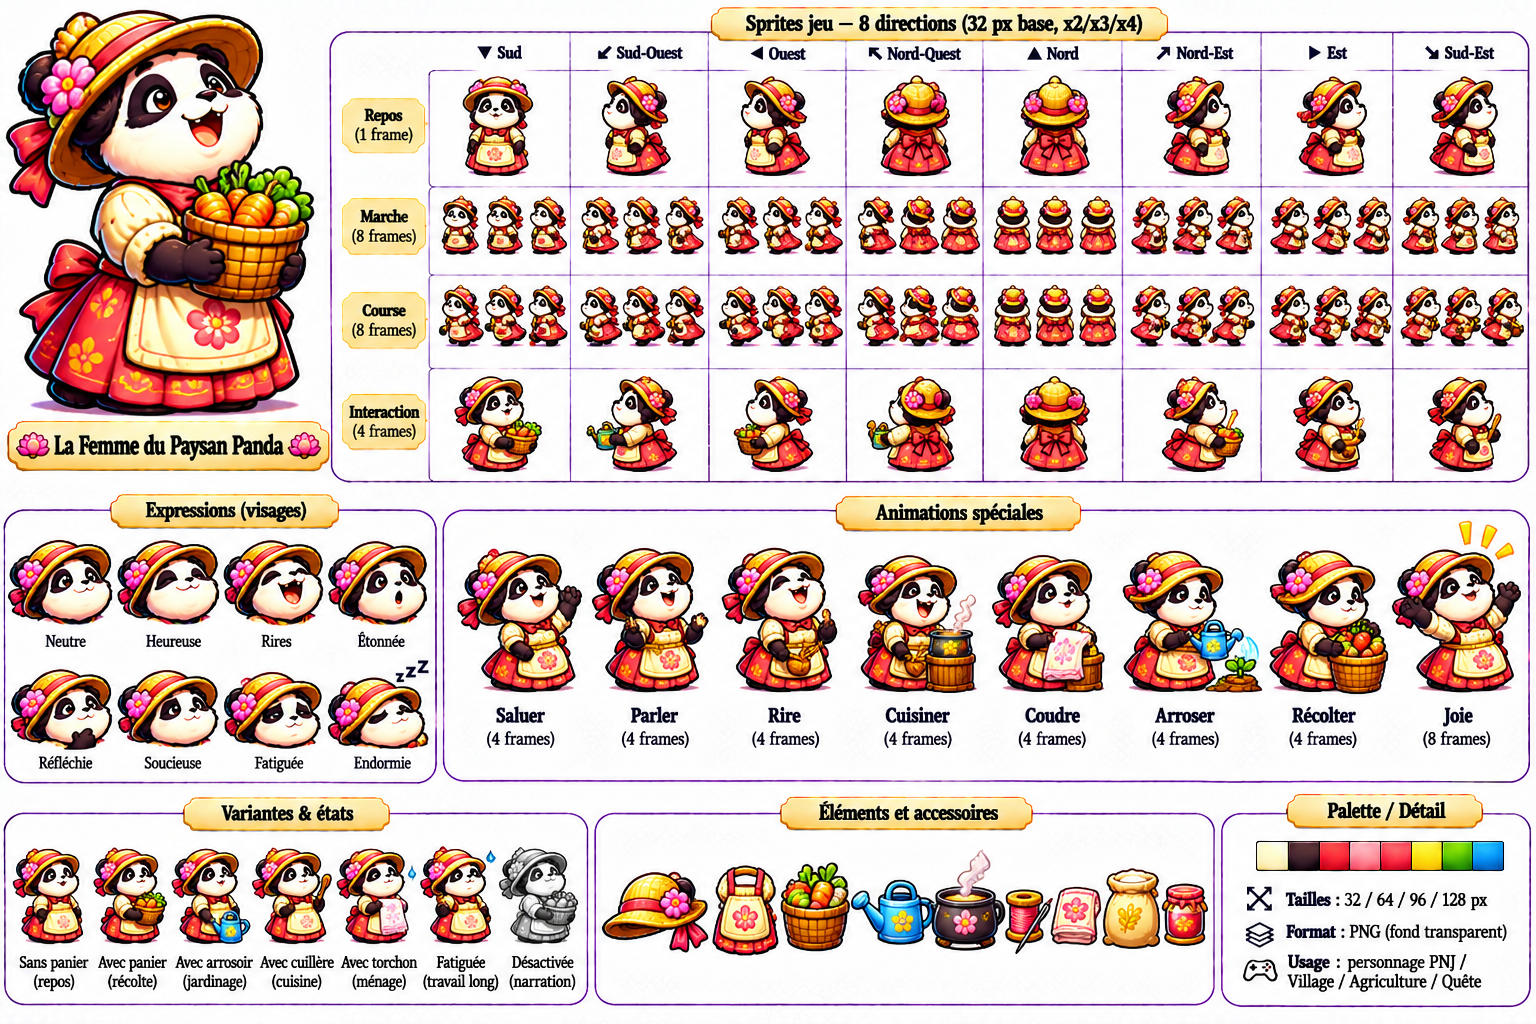 Sprites jeu – 8 directions (32 px base, x2/x3/x4)
▼ Sud
↙ Sud-Ouest
◀ Ouest
↖ Nord-Quest
▲ Nord
↗ Nord-Est
▶ Est
↘ Sud-Est
Repos
(1 frame)
Marche
(8 frames)
Course
(8 frames)
Interaction
(4 frames)
La Femme du Paysan Panda
Expressions (visages)
Neutre
Heureuse
Rires
Étonnée
zzZ
Réfléchie
Soucieuse
Fatiguée
Endormie
Animations spéciales
Saluer
(4 frames)
Parler
(4 frames)
Rire
(4 frames)
Cuisiner
(4 frames)
Coudre
(4 frames)
Arroser
(4 frames)
Récolter
(4 frames)
Joie
(8 frames)
Variantes & états
Sans panier
(repos)
Avec panier
(récolte)
Avec arrosoir
(jardinage)
Avec cuillère
(cuisine)
Avec torchon
(ménage)
Fatiguée
(travail long)
Désactivée
(narration)
Éléments et accessoires
Palette / Détail
Tailles : 32 / 64 / 96 / 128 px
Format : PNG (fond transparent)
Usage : personnage PNJ /
Village / Agriculture / Quête